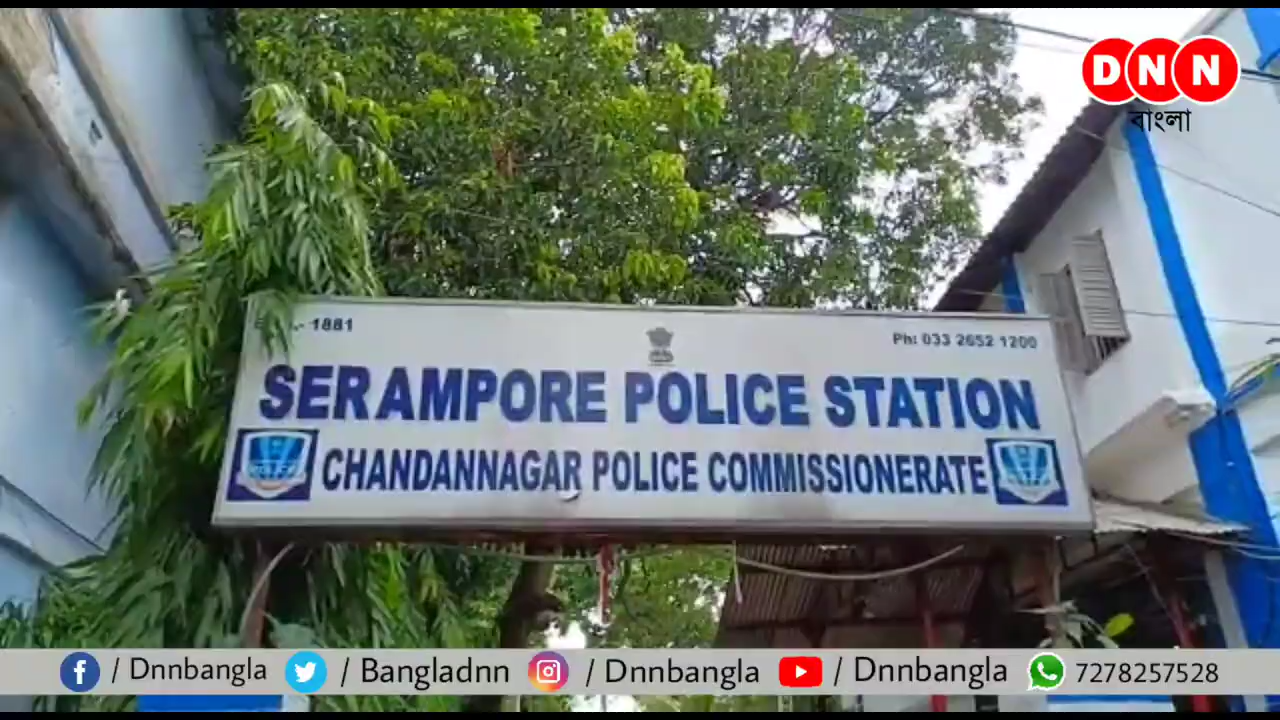 DNN
বাংলা
1881
Ph: 033 2652 1200
SERAMPORE POLICE STATION
CHANDANNAGAR POLICE COMMISSIONERATE
/ Dnnbangla / Bangladnn / Dnnbangla / Dnnbangla 7278257528